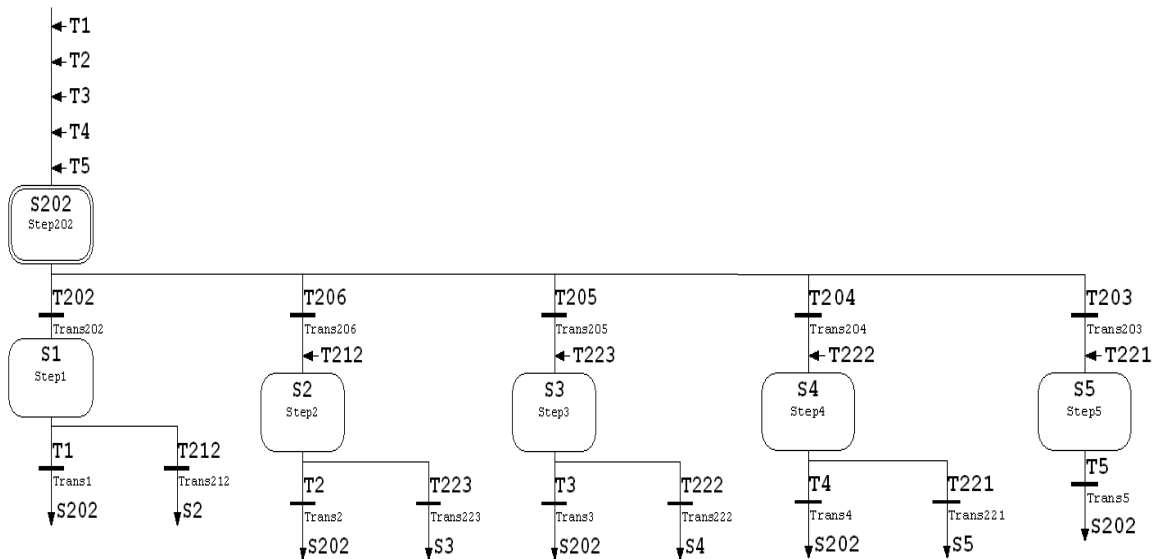 T1
T2
T3
T4
T5
S202
Step202
T202
Trans202
T206
Trans206
T205
Trans205
T204
Trans204
T203
Trans203
T212
T223
T222
T221
S1
Step1
S2
Step2
S3
Step3
S4
Step4
S5
Step5
T1
Trans1
S202
T212
Trans212
S2
T2
Trans2
S202
T223
Trans223
S3
T3
Trans3
S202
T222
Trans222
S4
T4
Trans4
S202
T221
Trans221
S5
T5
Trans5
S202